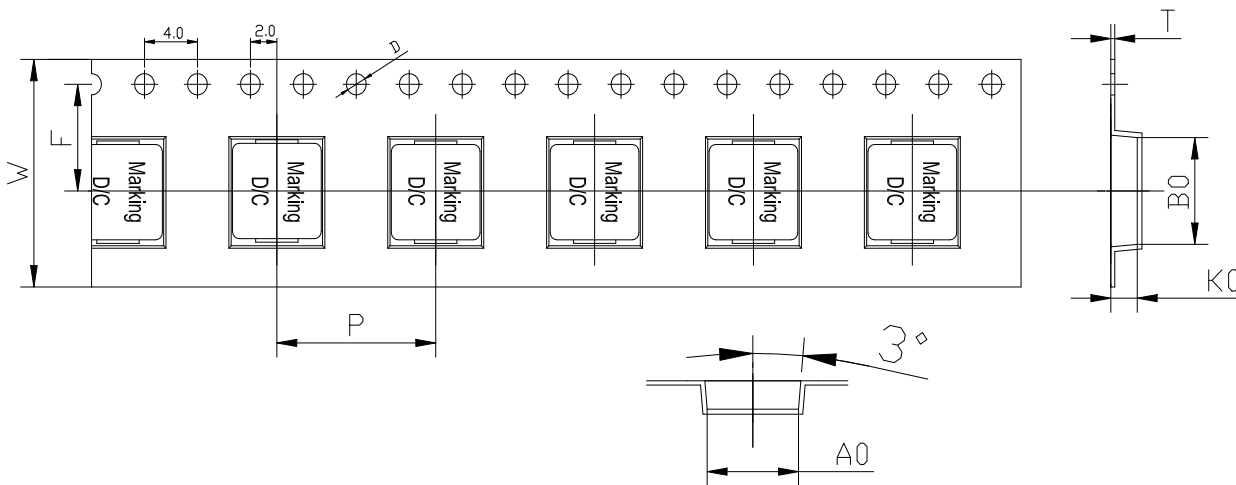 4.0
2.0
D
T
W
F
Marking
D/C
Marking
D/C
Marking
D/C
Marking
D/C
Marking
D/C
Marking
D/C
B0
K0
P
3°
A0